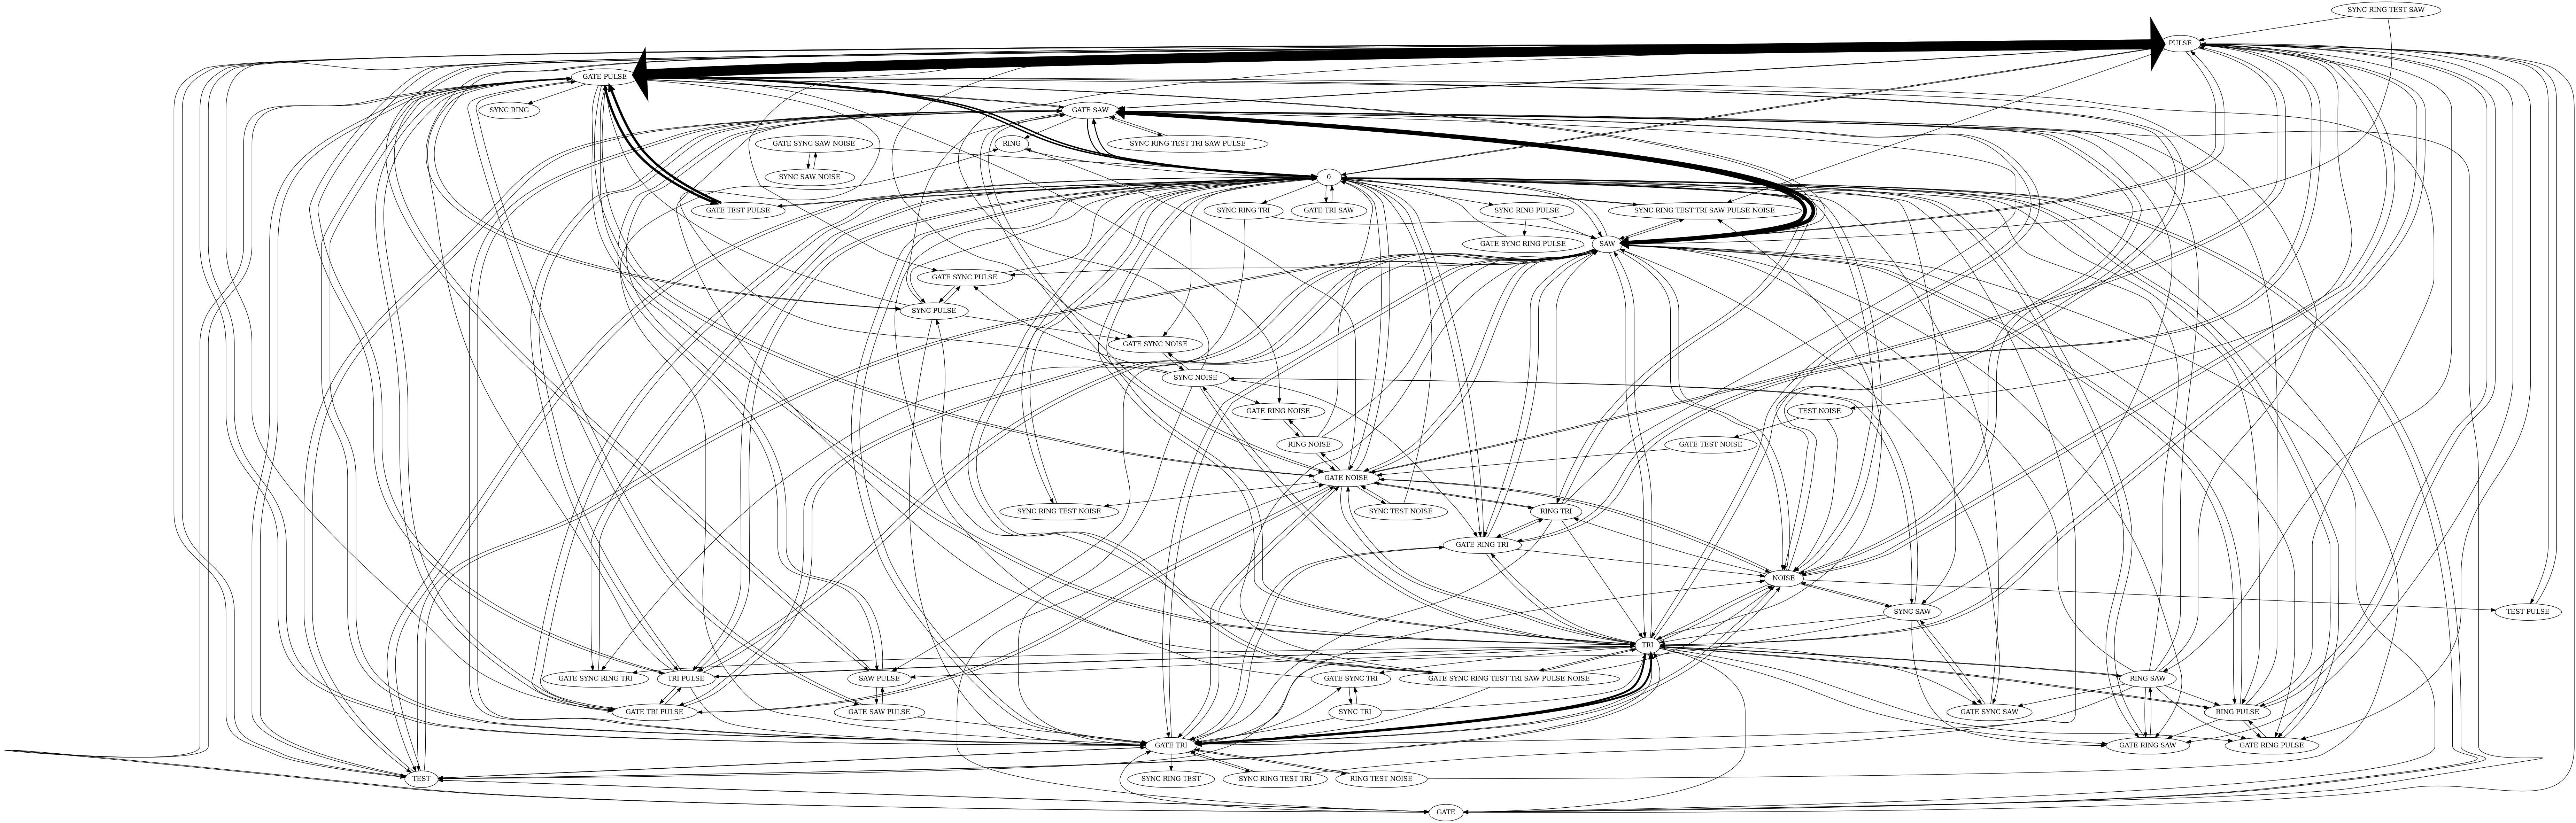 SYNC RING TEST SAW
PULSE
GATE PULSE
SYNC RING
GATE SAW
GATE SYNC SAW NOISE
RING
SYNC RING TEST TRI SAW PULSE
SYNC SAW NOISE
0
GATE TEST PULSE
SYNC RING TRI
GATE TRI SAW
SYNC RING PULSE
SYNC RING TEST TRI SAW PULSE NOISE
GATE SYNC RING PULSE
SAW
GATE SYNC PULSE
SYNC PULSE
GATE SYNC NOISE
SYNC NOISE
GATE RING NOISE
TEST NOISE
RING NOISE
GATE TEST NOISE
GATE NOISE
SYNC RING TEST NOISE
SYNC TEST NOISE
RING TRI
GATE RING TRI
NOISE
SYNC SAW
TEST PULSE
TRI
GATE SYNC RING TRI
TRI PULSE
SAW PULSE
GATE SYNC TRI
GATE SYNC RING TEST TRI SAW PULSE NOISE
RING SAW
GATE TRI PULSE
GATE SAW PULSE
SYNC TRI
GATE SYNC SAW
RING PULSE
GATE TRI
GATE RING SAW
GATE RING PULSE
TEST
SYNC RING TEST
SYNC RING TEST TRI
RING TEST NOISE
GATE